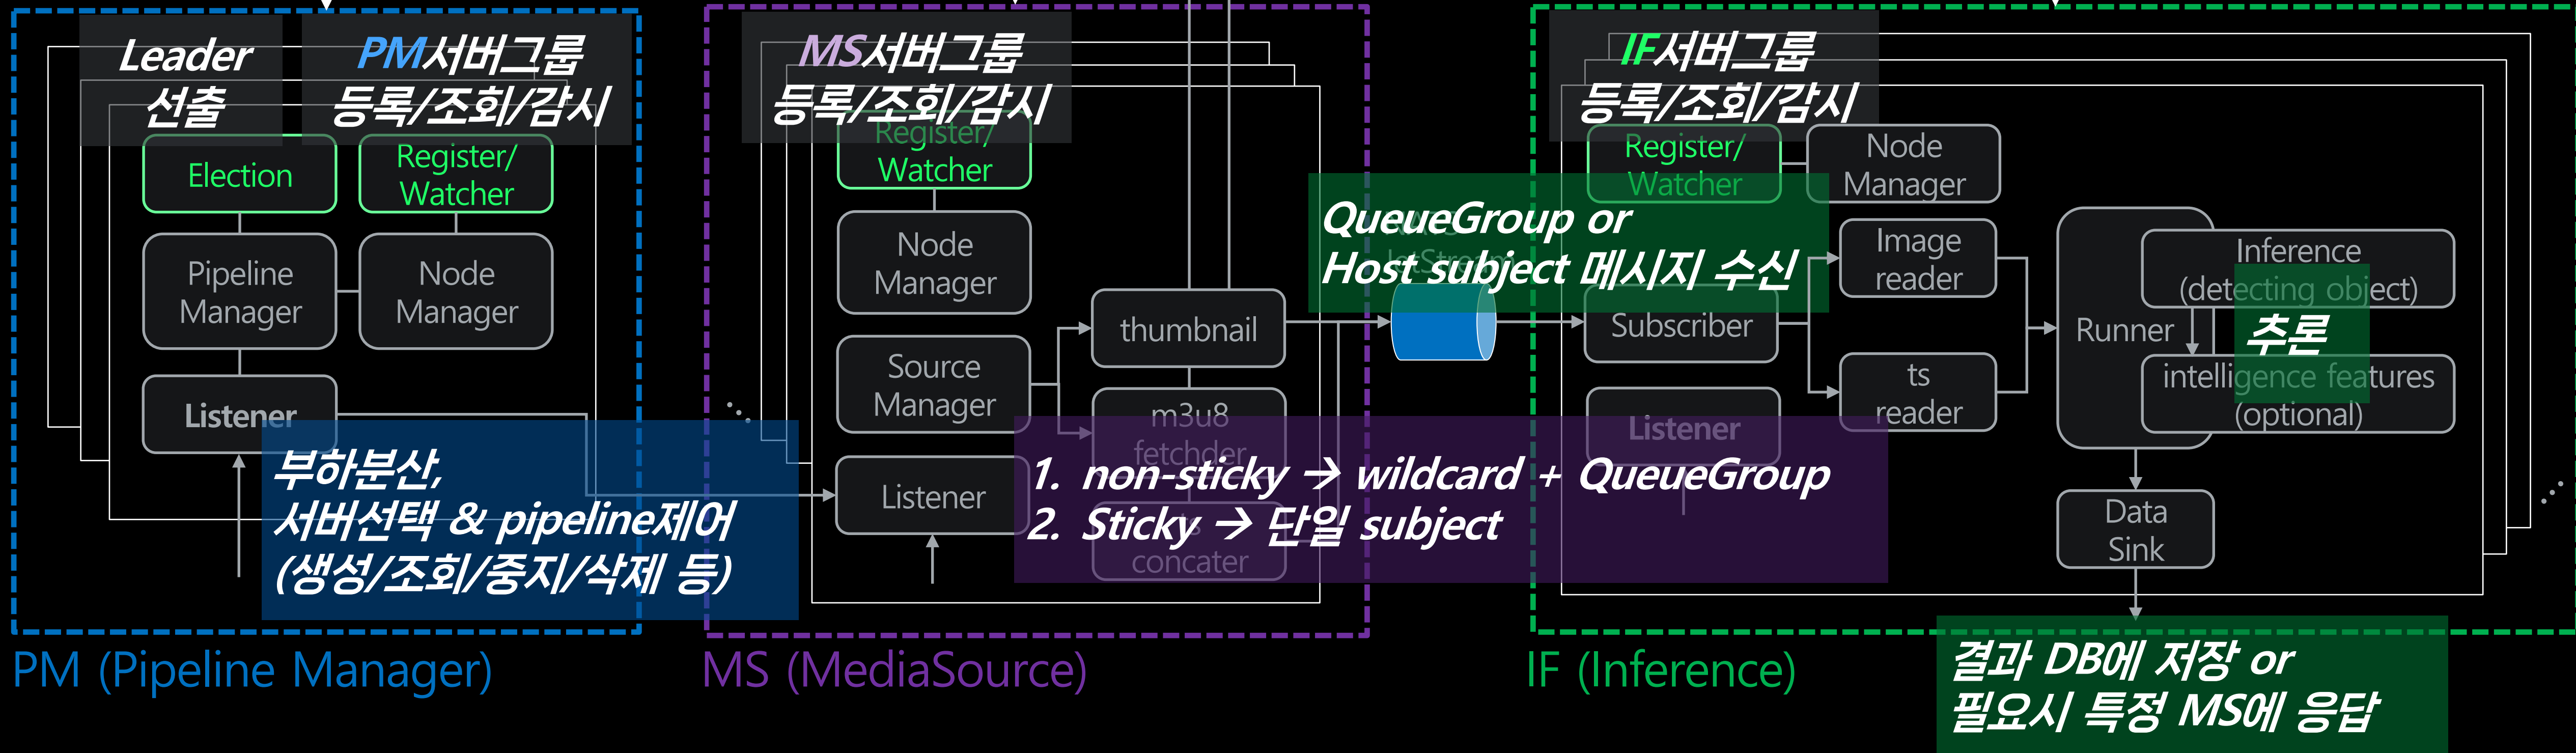 Leader
선출
PM서버그룹
등록/조회/감시
Election
Register/
Watcher
Pipeline
Manager
Node
Manager
Listener
부하분산,
서버선택 & pipeline제어
(생성/조회/중지/삭제 등)
PM (Pipeline Manager)
MS서버그룹
등록/조회/감시
Register/
Watcher
Node
Manager
Source
Manager
Listener
thumbnail
m3u8
fetchder
ts
concater
1. non-sticky → wildcard + QueueGroup
2. Sticky → 단일 subject
MS (MediaSource)
QueueGroup or
Host subject 메시지 수신
JetStream
IF서버그룹
등록/조회/감시
Register/
Watcher
Node
Manager
Subscriber
Listener
Image
reader
ts
reader
Runner
Inference
(detecting object)
추론
intelligence features
(optional)
Data
Sink
결과 DB에 저장 or
필요시 특정 MS에 응답
IF (Inference)